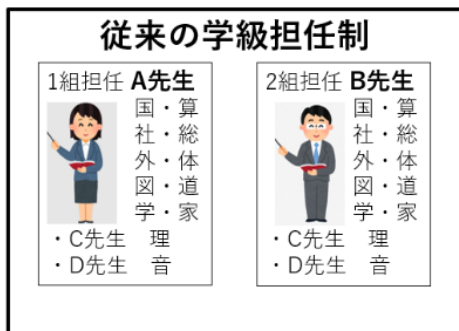 従来の学級担任制
1組担任 A先生
国・算
社・総
外・体
図・道
学・家
・C先生 理
・D先生 音
2組担任 B先生
国・算
社・総
外・体
図・道
学・家
・C先生 理
・D先生 音